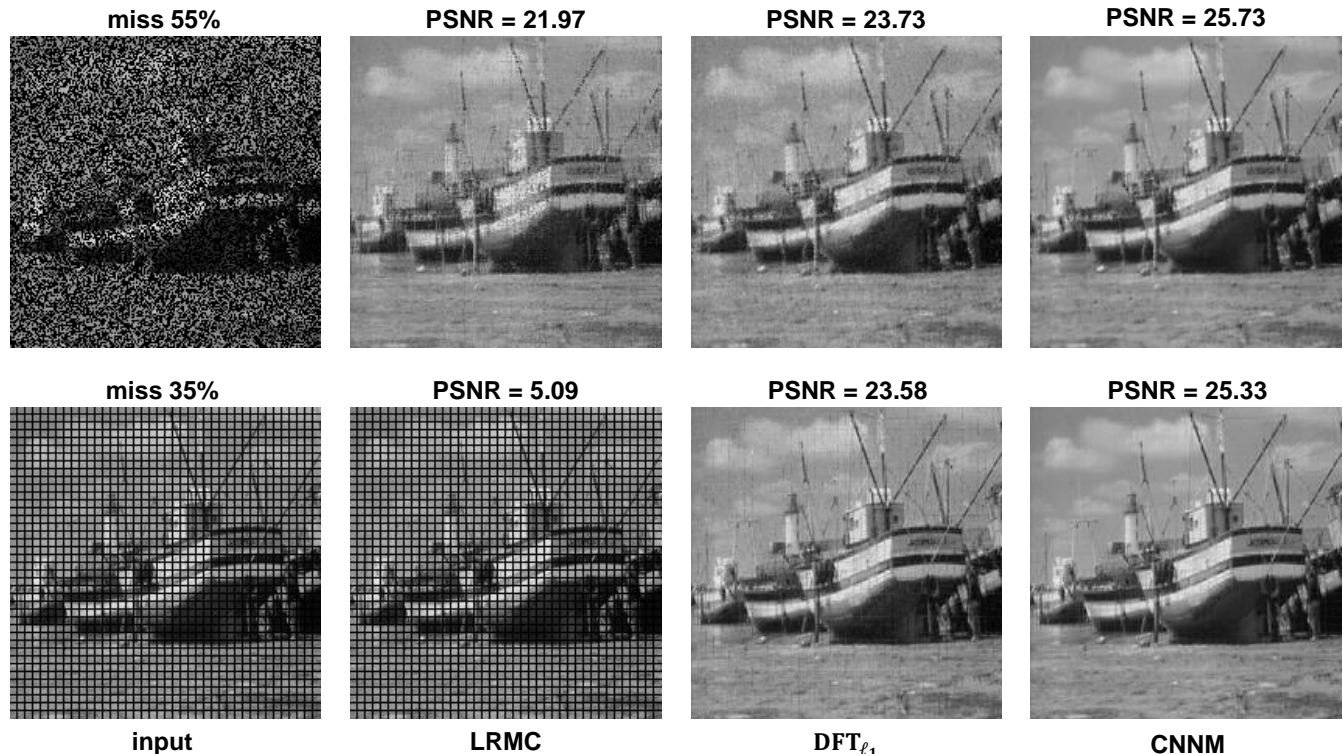 miss 55%
PSNR = 21.97
PSNR = 23.73
PSNR = 25.73
miss 35%
PSNR = 5.09
PSNR = 23.58
PSNR = 25.33
input
LRMC
DFTℓ₁
CNNM